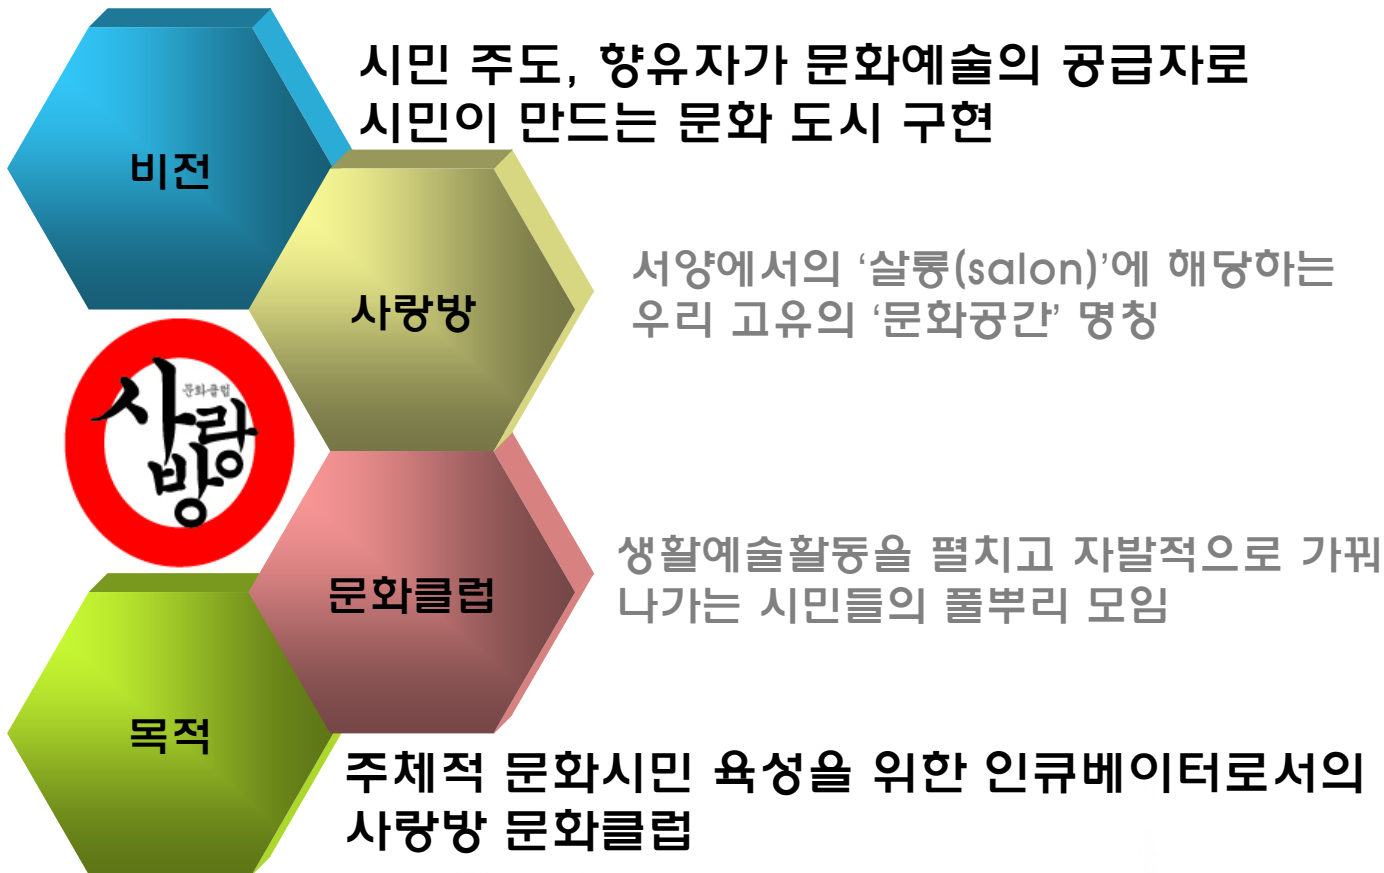 비전
시민 주도, 향유자가 문화예술의 공급자로
시민이 만드는 문화 도시 구현
사랑방
서양에서의 ‘살롱(salon)’에 해당하는
우리 고유의 ‘문화공간’ 명칭
문화클럽
사랑
방
문화클럽
생활예술활동을 펼치고 자발적으로 가꿔
나가는 시민들의 풀뿌리 모임
목적
주체적 문화시민 육성을 위한 인큐베이터로서의
사랑방 문화클럽